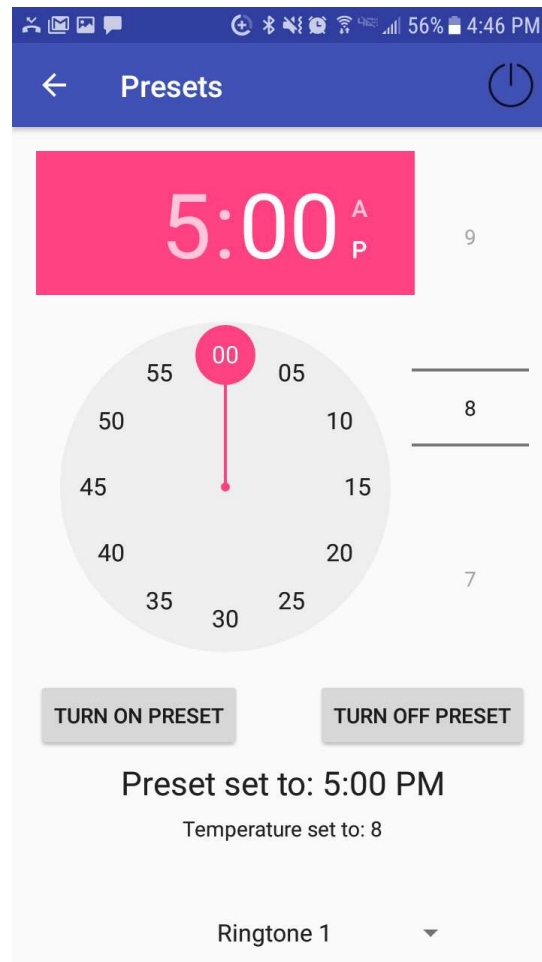 56% 4:46 PM
Presets
5:00 A
P
9
8
7
00
05
10
15
20
25
30
35
40
45
50
55
TURN ON PRESET
TURN OFF PRESET
Preset set to: 5:00 PM
Temperature set to: 8
Ringtone 1